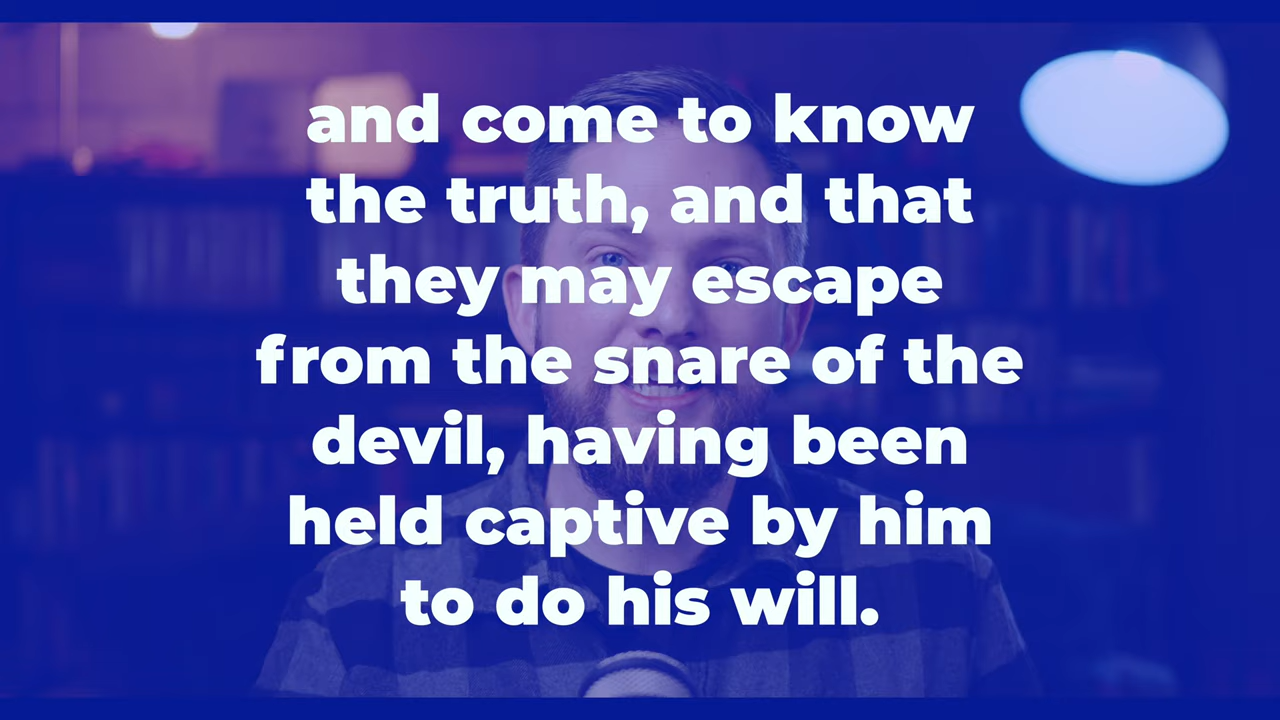 and come to know
the truth, and that
they may escape
from the snare of the
devil, having been
held captive by him
to do his will.